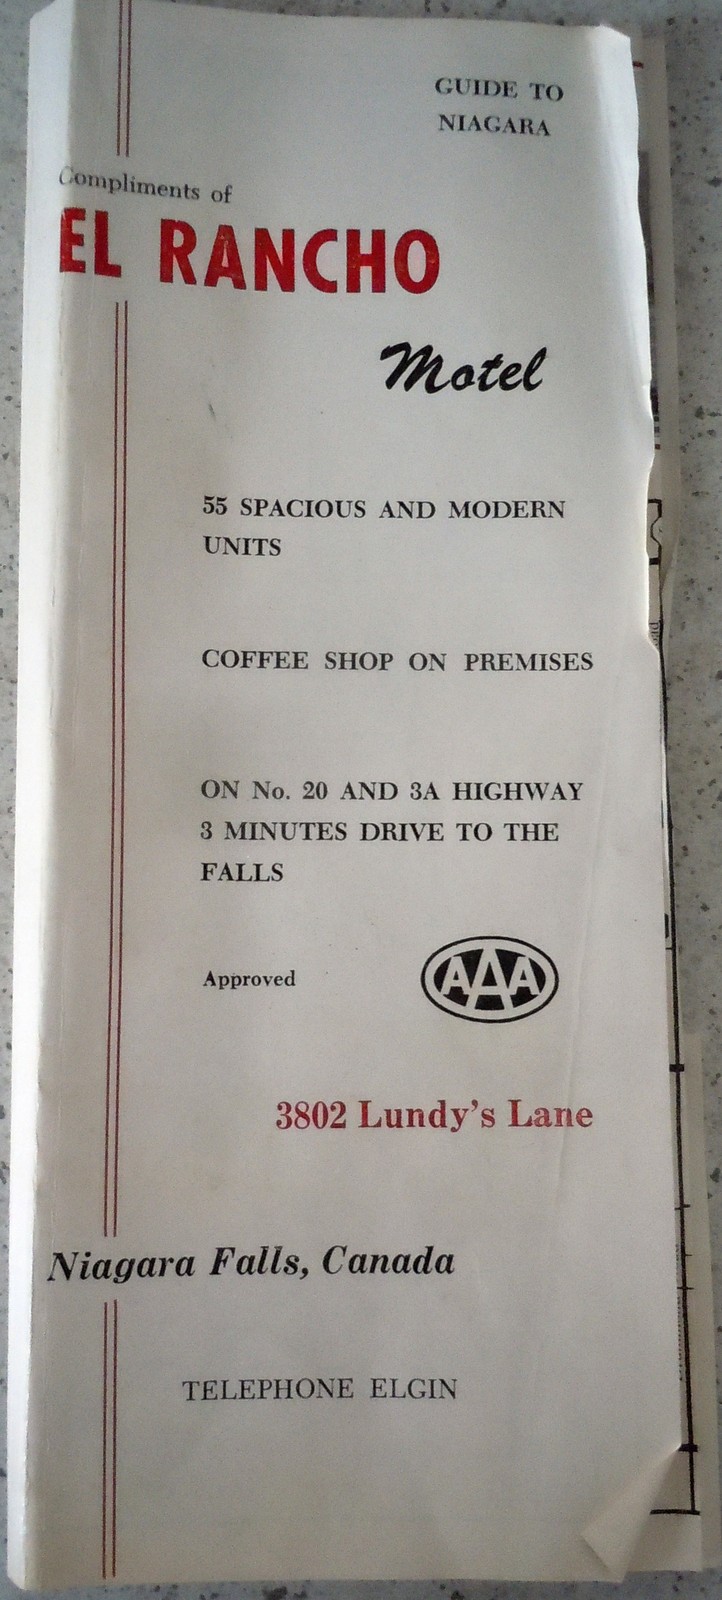 GUIDE TO
NIAGARA
Compliments of
EL RANCHO
Motel
55 SPACIOUS AND MODERN
UNITS
COFFEE SHOP ON PREMISES
ON No. 20 AND 3A HIGHWAY
3 MINUTES DRIVE TO THE
FALLS
Approved AAA
3802 Lundy's Lane
Niagara Falls, Canada
TELEPHONE ELGIN